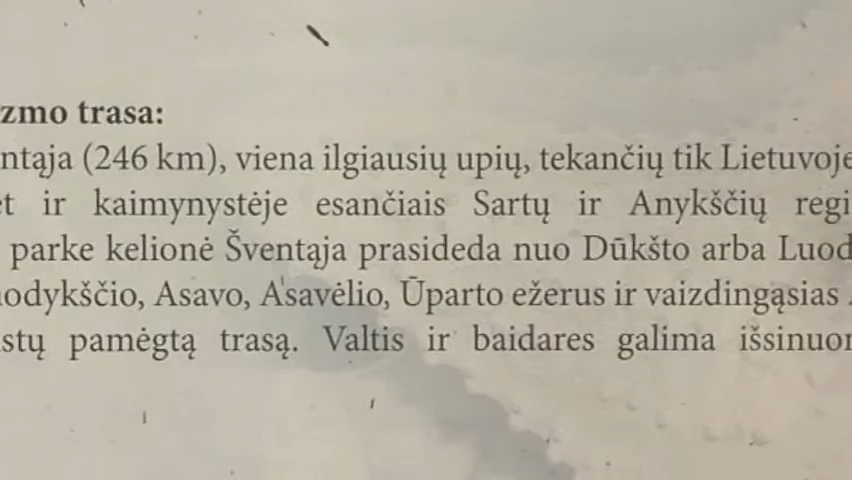 zmo trasa:
ntąja (246 km), viena ilgiausių upių, tekančių tik Lietuvoje
et ir kaimynystėje esančiais Sartų ir Anykščių regi
parke kelionė Šventąja prasideda nuo Dūkšto arba Luod
odykščio, Asavo, Asavėlio, Ūparto ežerus ir vaizdingąsias
stų pamėgtą trasą. Valtis ir baidares galima išsinuom